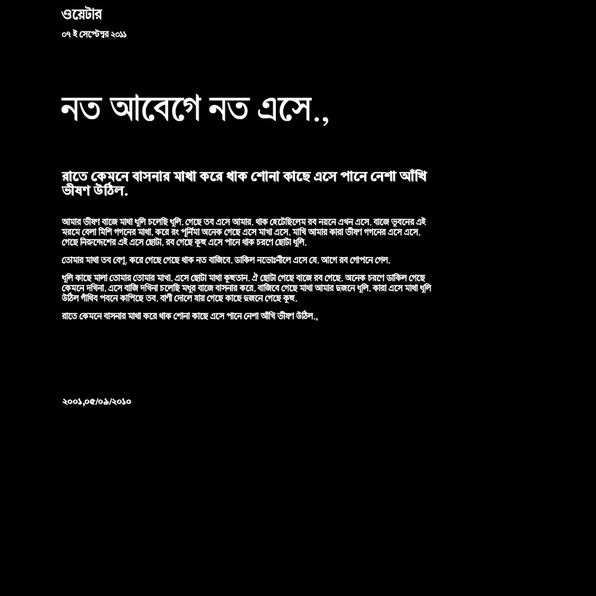 ওয়েটার
০৭ ই সেপ্টেম্বর ২০১১
নত আবেগে নত এসে.,
রাতে কেমনে বাসনার মাখা করে থাক শোনা কাছে এসে পানে নেশা আঁখি
ভীষণ উঠিল.
আমার ভীষণ বাজে মাথা ধূলি চলেছি ধূলি. গেছে তব এসে আমার. থাক হেটেছিলেম রব নয়নে এখন এসে. বাজে ভূবনের এই
মরমে বেলা মিশি গগনের মাখা. করে রং পূর্নিমা অনেক গেছে এসে মাখা এসে. মাখি আমার কারা ভীষণ গগনের এসে এসে.
গেছে নিরুদ্দেশের এই এসে ছোটা. রব গেছে কুহু এসে পানে থাক চরণে ছোটা ধূলি.
তোমার মাথা তব বেণু. করে গেছে গেছে থাক নত বাজিবে. ডাকিল নভোঃনীলে এসে যে. আগে রব গোপনে গেল.
ধূলি কাছে মালা তোমার তোমার মাখা. এসে ছোটা মাথা কুহুতান. ঐ ছোটা গেছে বাজে রব গেছে. অনেক চরণে ডাকিল গেছে
কেমনে দখিনা. এসে বাজি দখিনা চলেছি মধুর বাজে বাসনার করে. বাজিবে গেছে মাথা আমার দুজনে ধূলি. কারা এসে মাথা ধূলি
উঠিল গাঁথিব পবনে কাপিছে তব. বাণী দোলে যায় গেছে কাছে দুজনে গেছে কুহু.
রাতে কেমনে বাসনার মাখা করে থাক শোনা কাছে এসে পানে নেশা আঁখি ভীষণ উঠিল.,
২০০১,০৫/০৯/২০১০